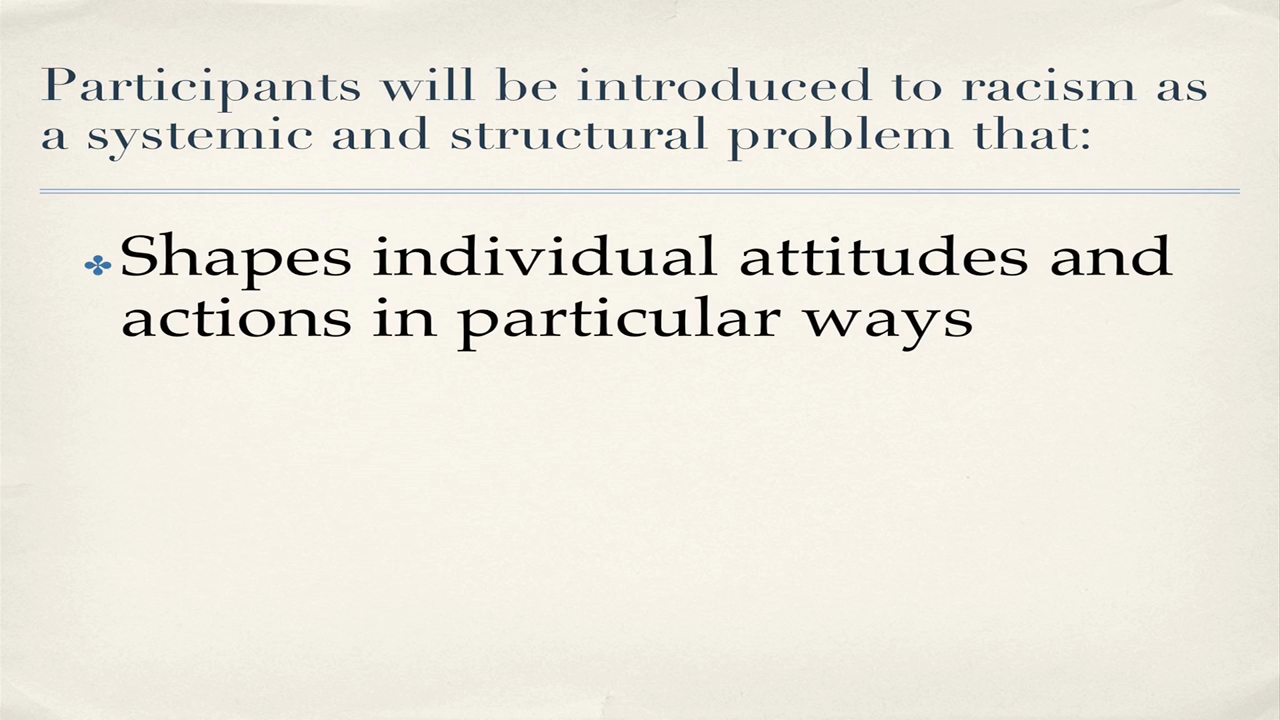 Participants will be introduced to racism as
a systemic and structural problem that:
✤ Shapes individual attitudes and
actions in particular ways